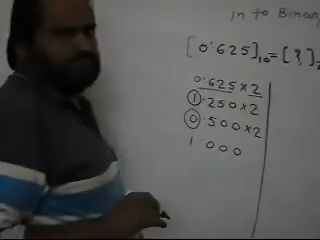 in to Binar
[0.625]10 = [?]2
0.625 × 2
1.250 × 2
0.500 × 2
1.000